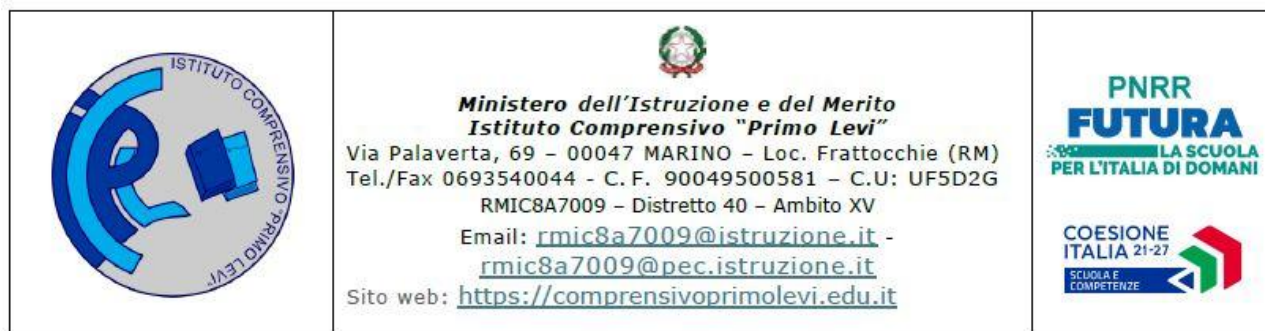 ISTITUTO COMPRENSIVO "PRIMO LEVI"
Ministero dell'Istruzione e del Merito
Istituto Comprensivo "Primo Levi"
Via Palaverta, 69 – 00047 MARINO – Loc. Frattocchie (RM)
Tel./Fax 0693540044 - C. F. 90049500581 – C.U: UF5D2G
RMIC8A7009 – Distretto 40 – Ambito XV
Email: rmic8a7009@istruzione.it -
rmic8a7009@pec.istruzione.it
Sito web: https://comprensivoprimolevi.edu.it
PNRR
FUTURA
LA SCUOLA
PER L'ITALIA DI DOMANI
COESIONE
ITALIA 21-27
SCUOLA E
COMPETENZE